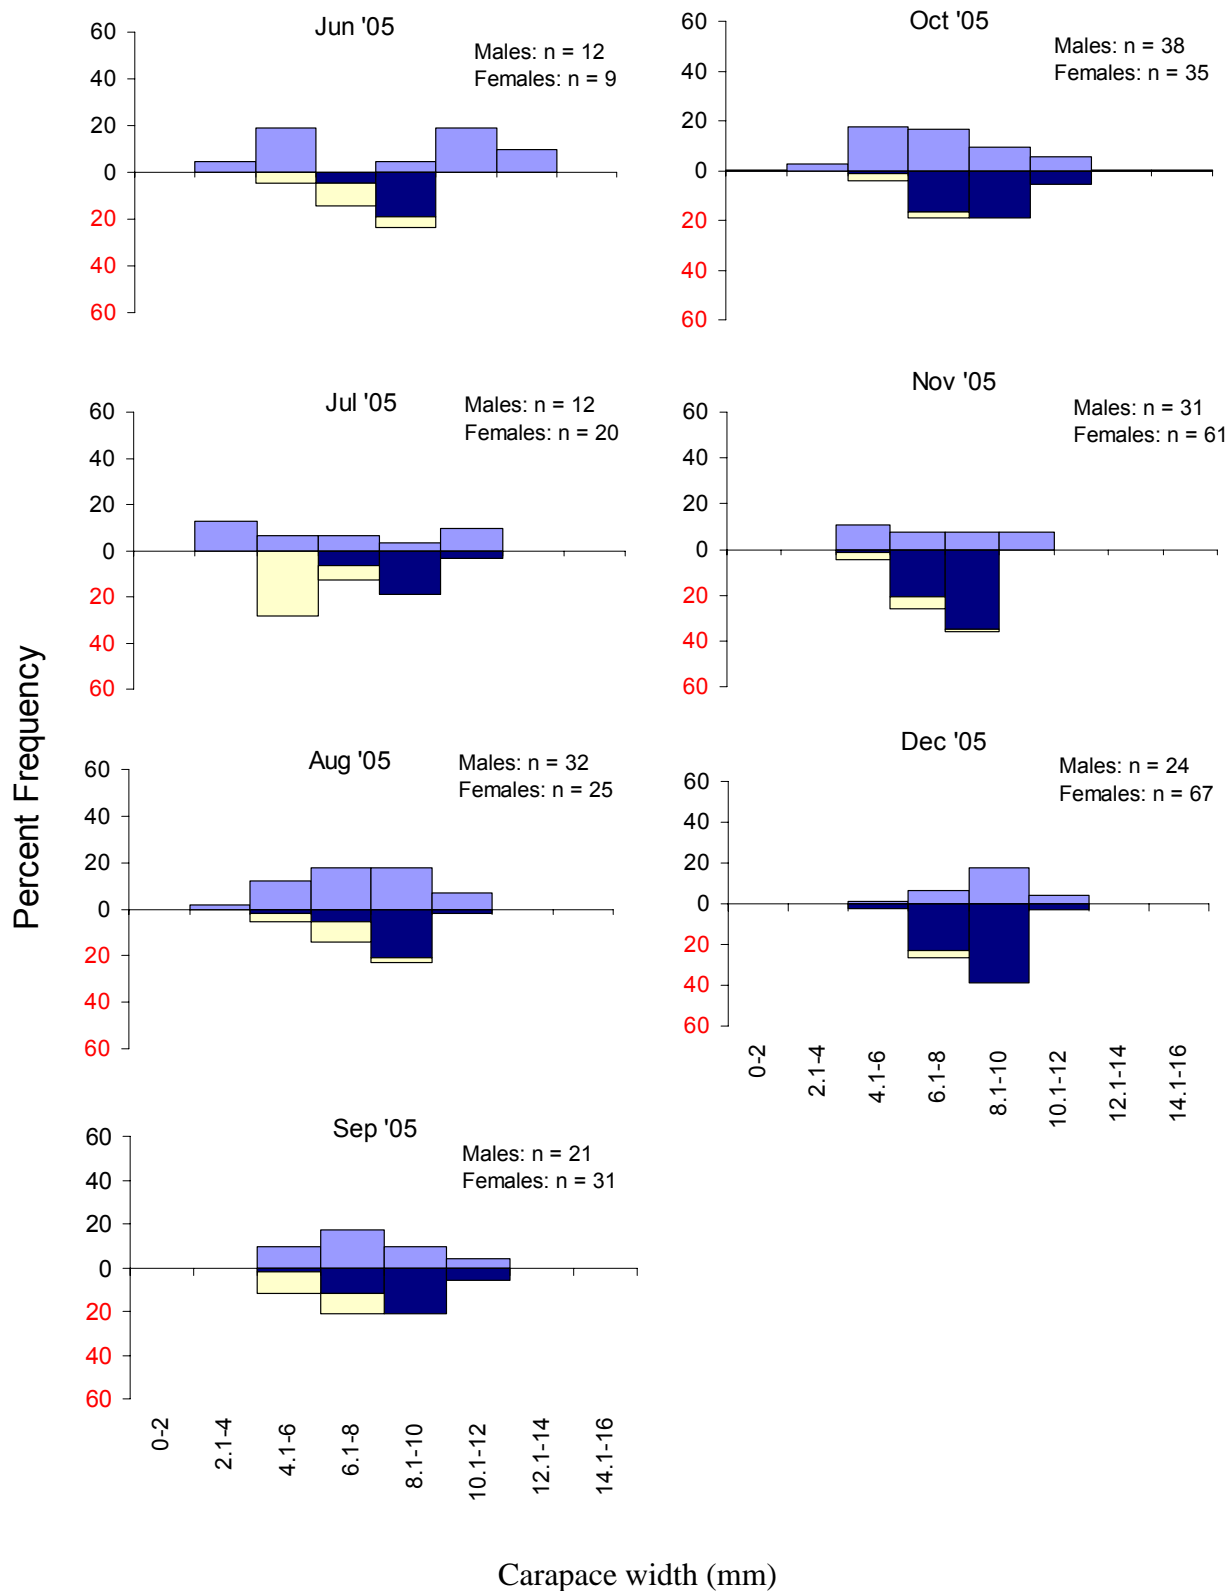 Percent Frequency
Jun '05
Males: n = 12
Females: n = 9
60
40
20
0
20
40
60
Oct '05
Males: n = 38
Females: n = 35
60
40
20
0
20
40
60
Jul '05
Males: n = 12
Females: n = 20
60
40
20
0
20
40
60
Nov '05
Males: n = 31
Females: n = 61
60
40
20
0
20
40
60
Aug '05
Males: n = 32
Females: n = 25
60
40
20
0
20
40
60
Dec '05
Males: n = 24
Females: n = 67
60
40
20
0
20
40
60
0-2
2.1-4
4.1-6
6.1-8
8.1-10
10.1-12
12.1-14
14.1-16
Sep '05
Males: n = 21
Females: n = 31
60
40
20
0
20
40
60
0-2
2.1-4
4.1-6
6.1-8
8.1-10
10.1-12
12.1-14
14.1-16
Carapace width (mm)